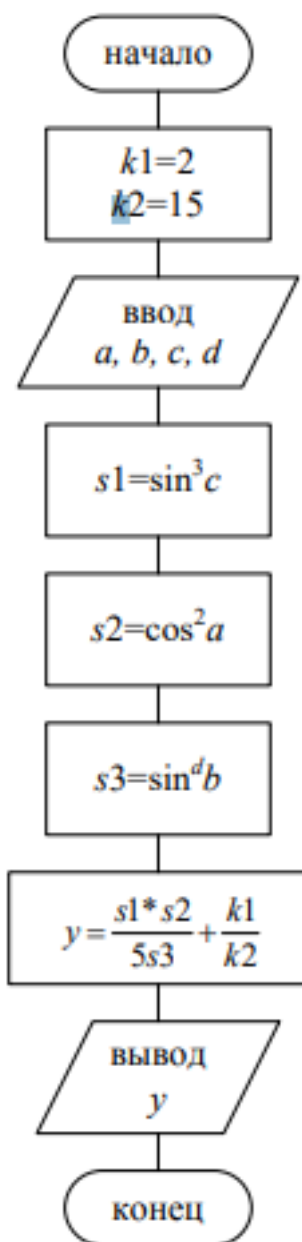 начало
k1=2
k2=15
ввод
a, b, c, d
s1=sin³c
s2=cos²a
s3=sinᵈb
y = s1*s2 / 5s3 + k1 / k2
вывод
y
конец